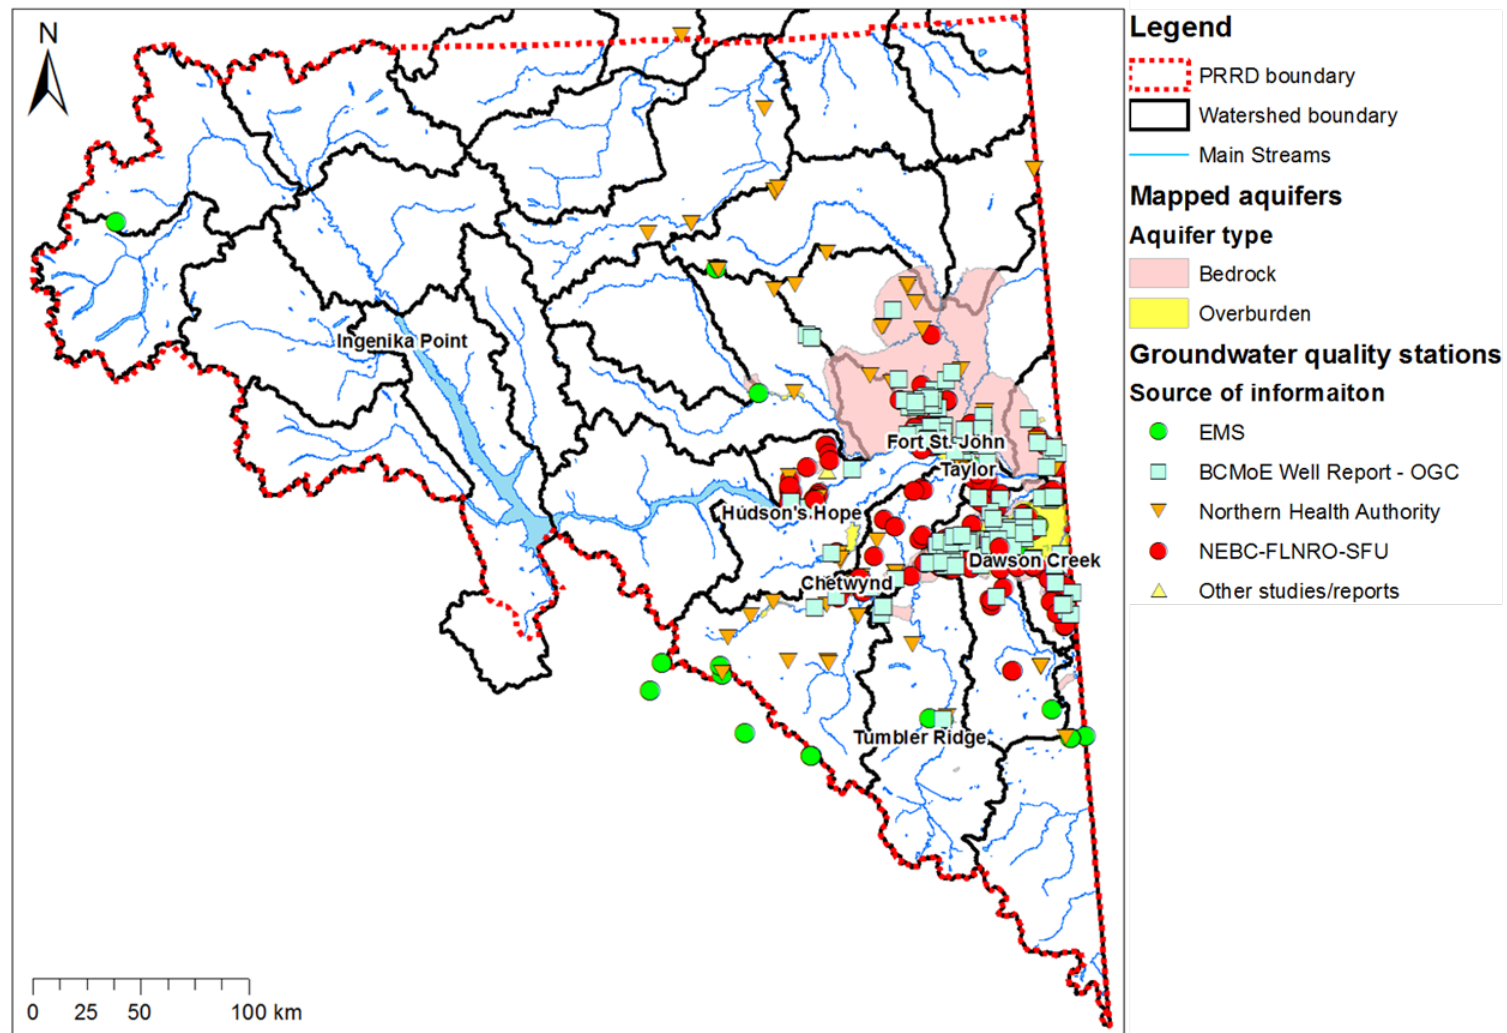 N
Ingenika Point
Fort St. John
Taylor
Hudson's Hope
Dawson Creek
Chetwynd
Tumbler Ridge
0 25 50 100 km
Legend
PRRD boundary
Watershed boundary
Main Streams
Mapped aquifers
Aquifer type
Bedrock
Overburden
Groundwater quality stations
Source of informaiton
EMS
BCMoE Well Report - OGC
Northern Health Authority
NEBC-FLNRO-SFU
Other studies/reports